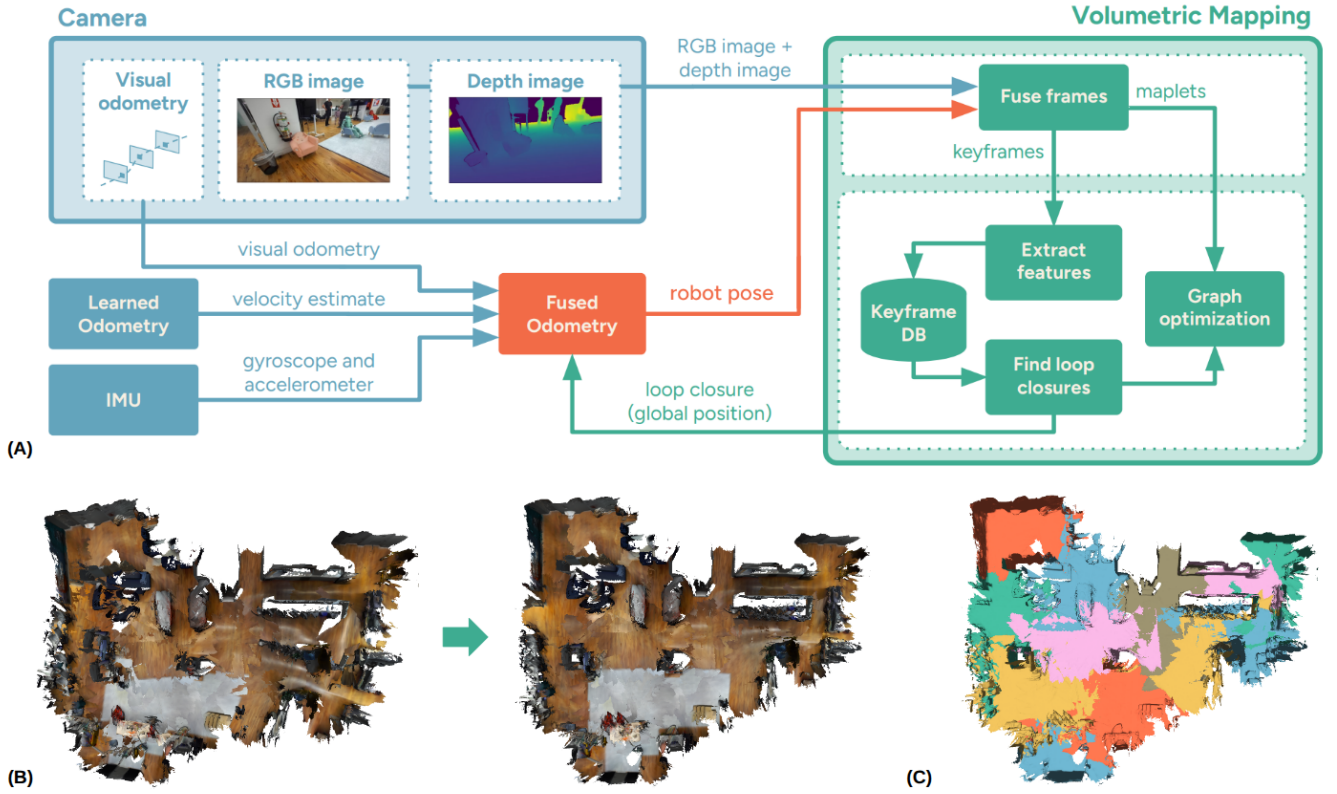 Camera
Volumetric Mapping
Visual
odometry
RGB image
Depth image
RGB image +
depth image
Fuse frames
maplets
keyframes
visual odometry
Extract
features
Learned
Odometry
velocity estimate
Fused
Odometry
robot pose
Keyframe
DB
Graph
optimization
IMU
gyroscope and
accelerometer
loop closure
(global position)
Find loop
closures
(A)
(B)
(C)